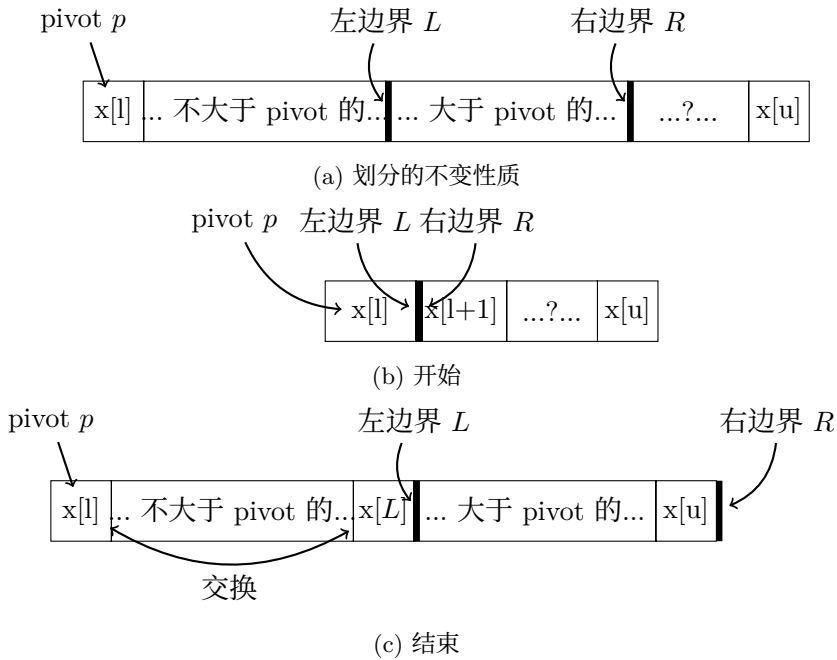 pivot p 左边界 L 右边界 R
x[l] ... 不大于 pivot 的... ... 大于 pivot 的... ...?... x[u]
(a) 划分的不变性质
pivot p 左边界 L 右边界 R
x[l] x[l+1] ...?... x[u]
(b) 开始
pivot p 左边界 L 右边界 R
x[l] ... 不大于 pivot 的... x[L] ... 大于 pivot 的... x[u]
交换
(c) 结束